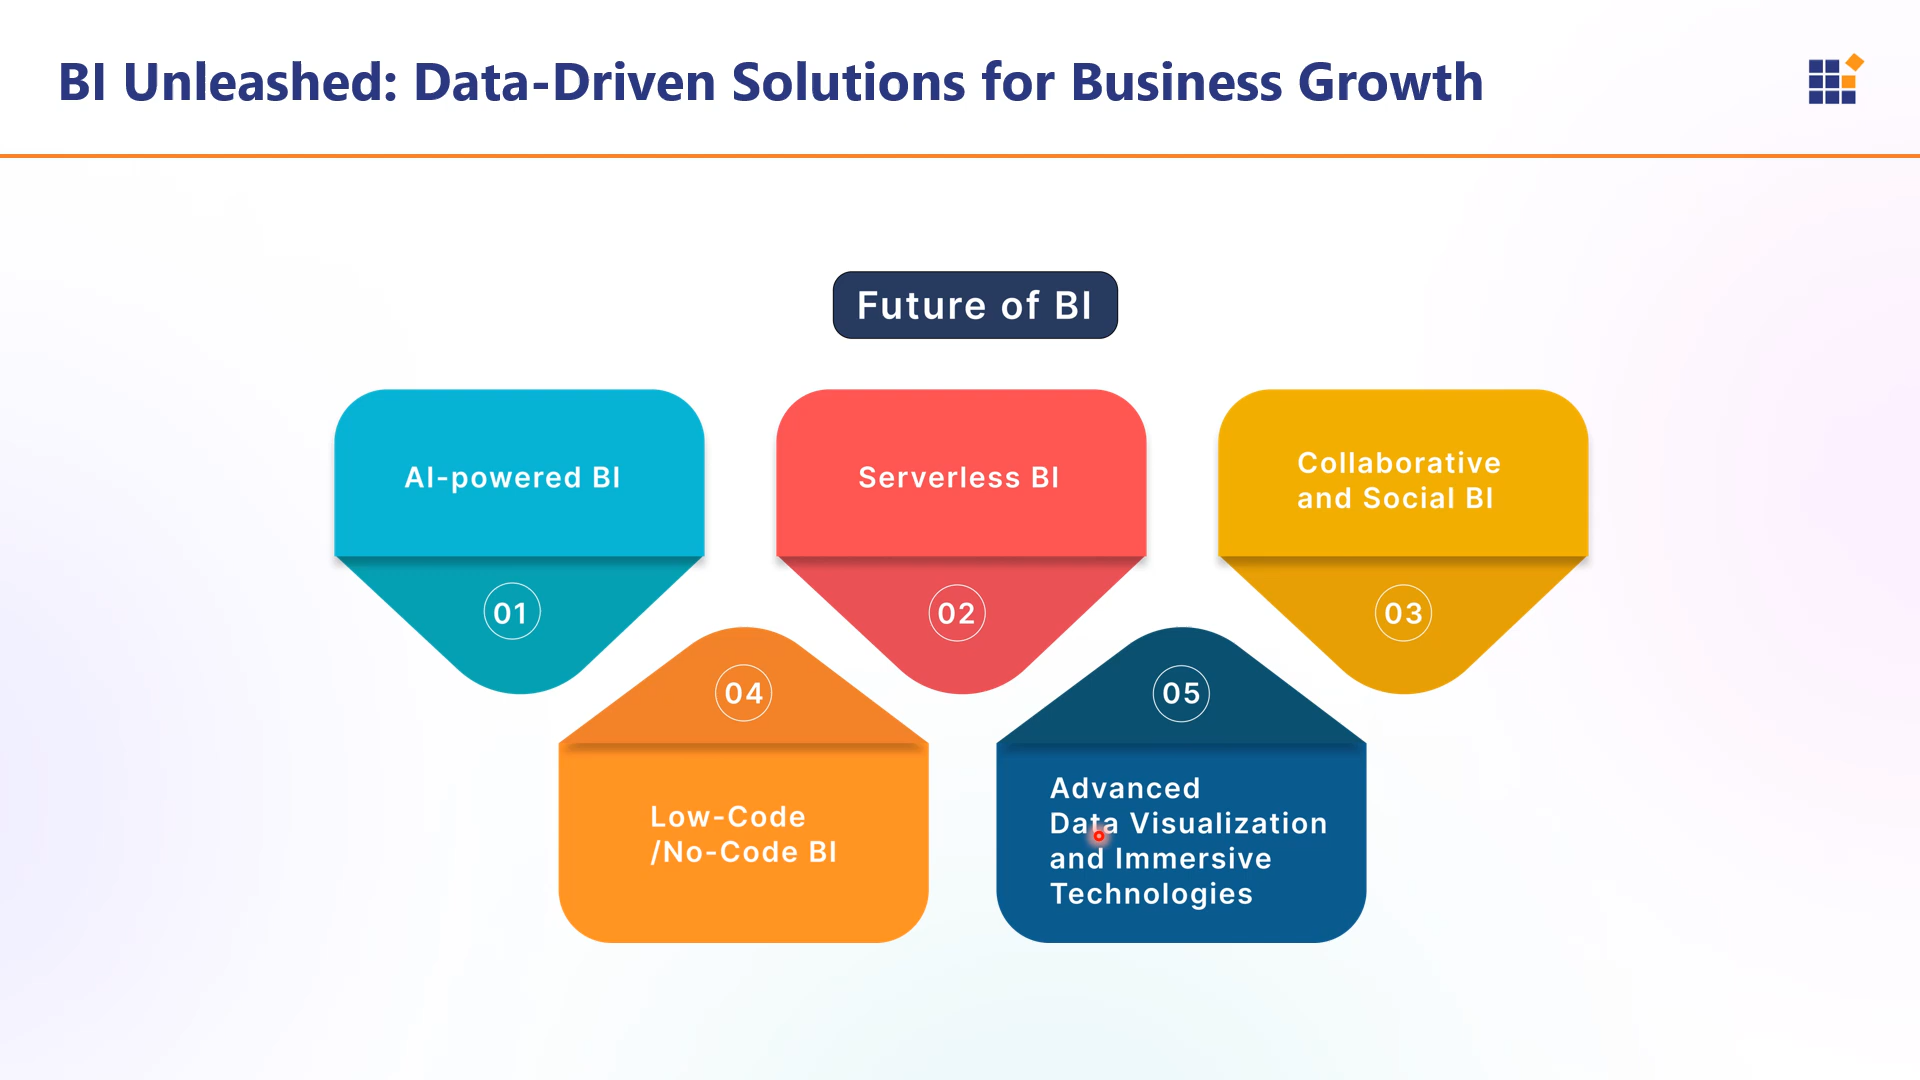 BI Unleashed: Data-Driven Solutions for Business Growth
Future of BI
AI-powered BI
01
Serverless BI
02
Collaborative
and Social BI
03
04
Low-Code
/No-Code BI
05
Advanced
Data Visualization
and Immersive
Technologies